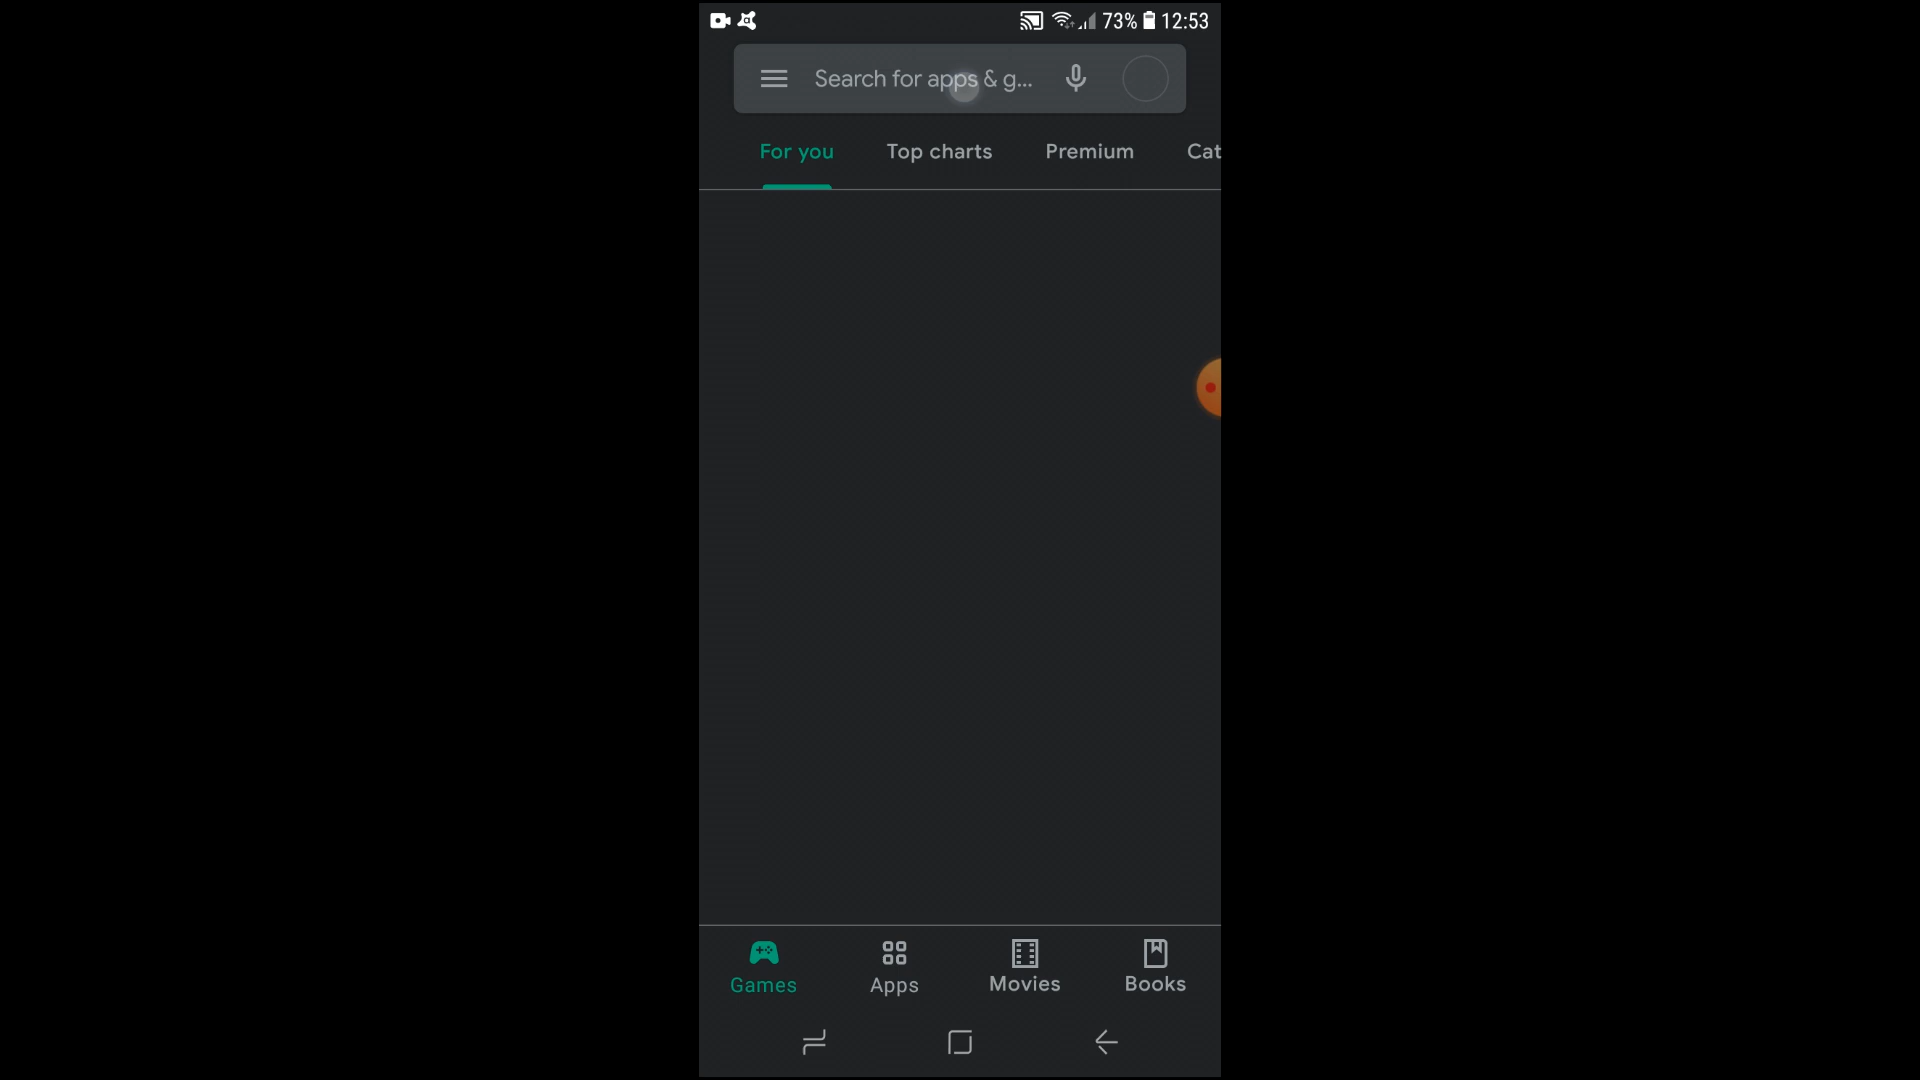 73% 12:53
Search for apps & g...
For you Top charts Premium Cat
Games Apps Movies Books